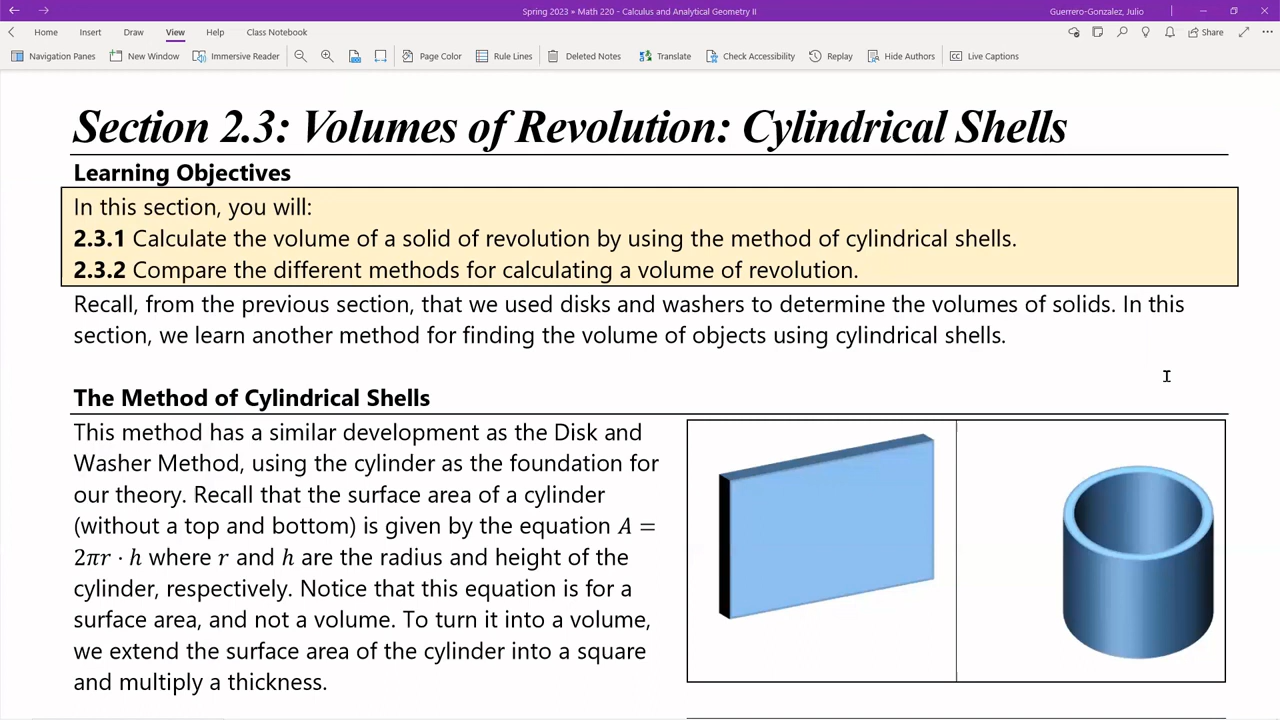 Spring 2023 » Math 220 - Calculus and Analytical Geometry II
Guerrero-Gonzalez, Julio
Home Insert Draw View Help Class Notebook
Share
Navigation Panes New Window Immersive Reader Page Color Rule Lines Deleted Notes Translate Check Accessibility Replay Hide Authors Live Captions
Section 2.3: Volumes of Revolution: Cylindrical Shells
Learning Objectives
In this section, you will:
2.3.1 Calculate the volume of a solid of revolution by using the method of cylindrical shells.
2.3.2 Compare the different methods for calculating a volume of revolution.
Recall, from the previous section, that we used disks and washers to determine the volumes of solids. In this
section, we learn another method for finding the volume of objects using cylindrical shells.
The Method of Cylindrical Shells
This method has a similar development as the Disk and
Washer Method, using the cylinder as the foundation for
our theory. Recall that the surface area of a cylinder
(without a top and bottom) is given by the equation 𝐴 =
2𝜋𝑟 · ℎ where 𝑟 and ℎ are the radius and height of the
cylinder, respectively. Notice that this equation is for a
surface area, and not a volume. To turn it into a volume,
we extend the surface area of the cylinder into a square
and multiply a thickness.